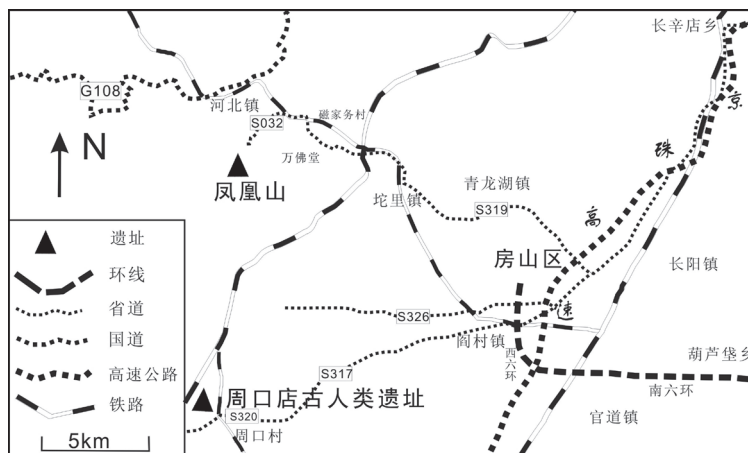 长辛店乡
G108
京
河北镇
磁家务村
S032
珠
N
万佛堂
凤凰山
坨里镇
青龙湖镇
S319
高
遗址
房山区
长阳镇
环线
省道
S326
速
国道
阎村镇
葫芦垡乡
西六环
高速公路
S317
南六环
铁路
周口店古人类遗址
S320
官道镇
周口村
5km